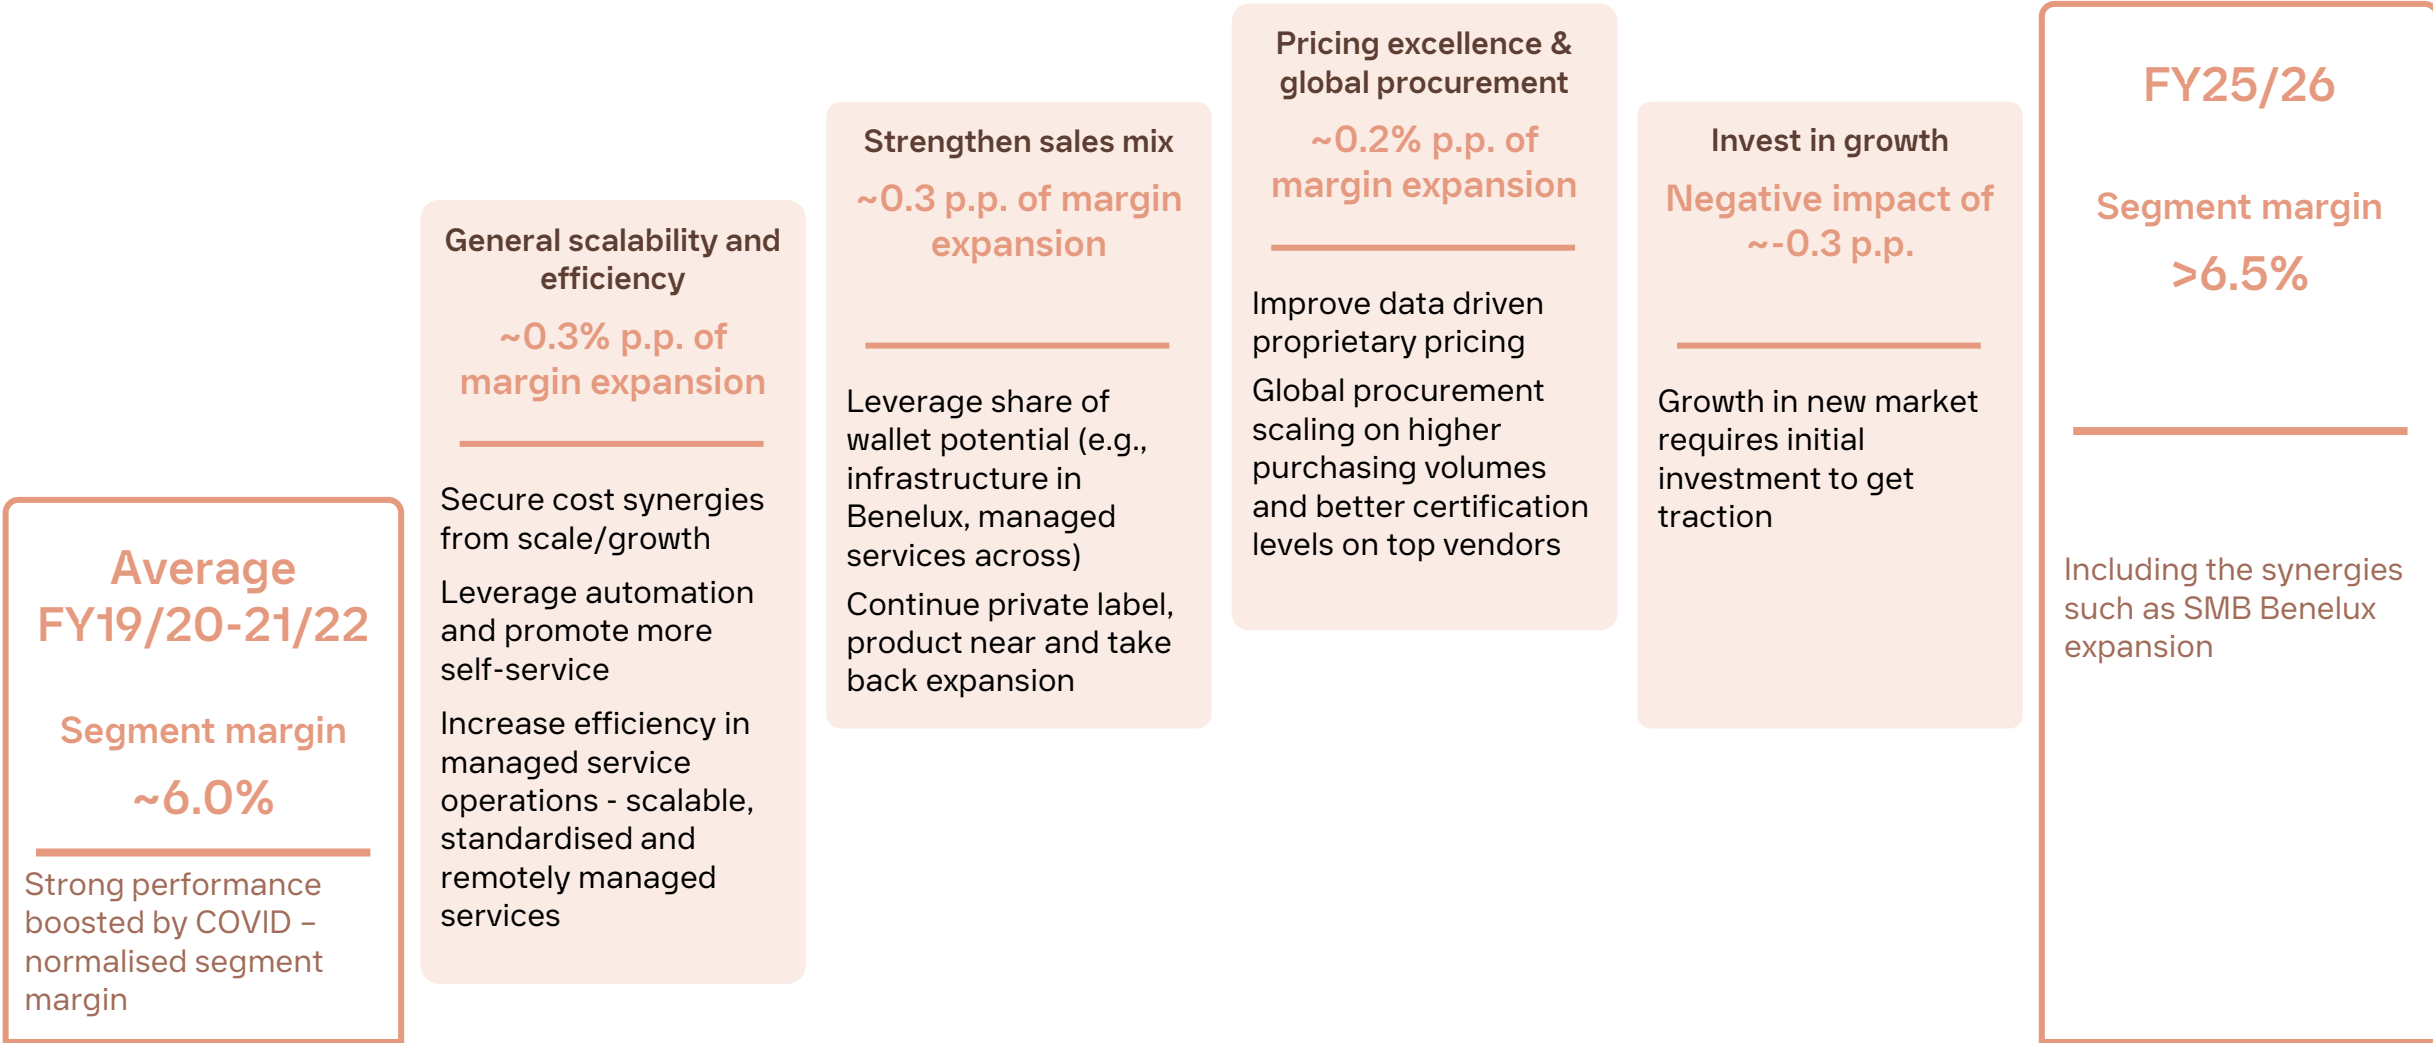 Average
FY19/20-21/22
Segment margin
~6.0%
Strong performance
boosted by COVID –
normalised segment
margin
General scalability and
efficiency
~0.3% p.p. of
margin expansion
Secure cost synergies
from scale/growth
Leverage automation
and promote more
self-service
Increase efficiency in
managed service
operations - scalable,
standardised and
remotely managed
services
Strengthen sales mix
~0.3 p.p. of margin
expansion
Leverage share of
wallet potential (e.g.,
infrastructure in
Benelux, managed
services across)
Continue private label,
product near and take
back expansion
Pricing excellence &
global procurement
~0.2% p.p. of
margin expansion
Improve data driven
proprietary pricing
Global procurement
scaling on higher
purchasing volumes
and better certification
levels on top vendors
Invest in growth
Negative impact of
~-0.3 p.p.
Growth in new market
requires initial
investment to get
traction
FY25/26
Segment margin
>6.5%
Including the synergies
such as SMB Benelux
expansion